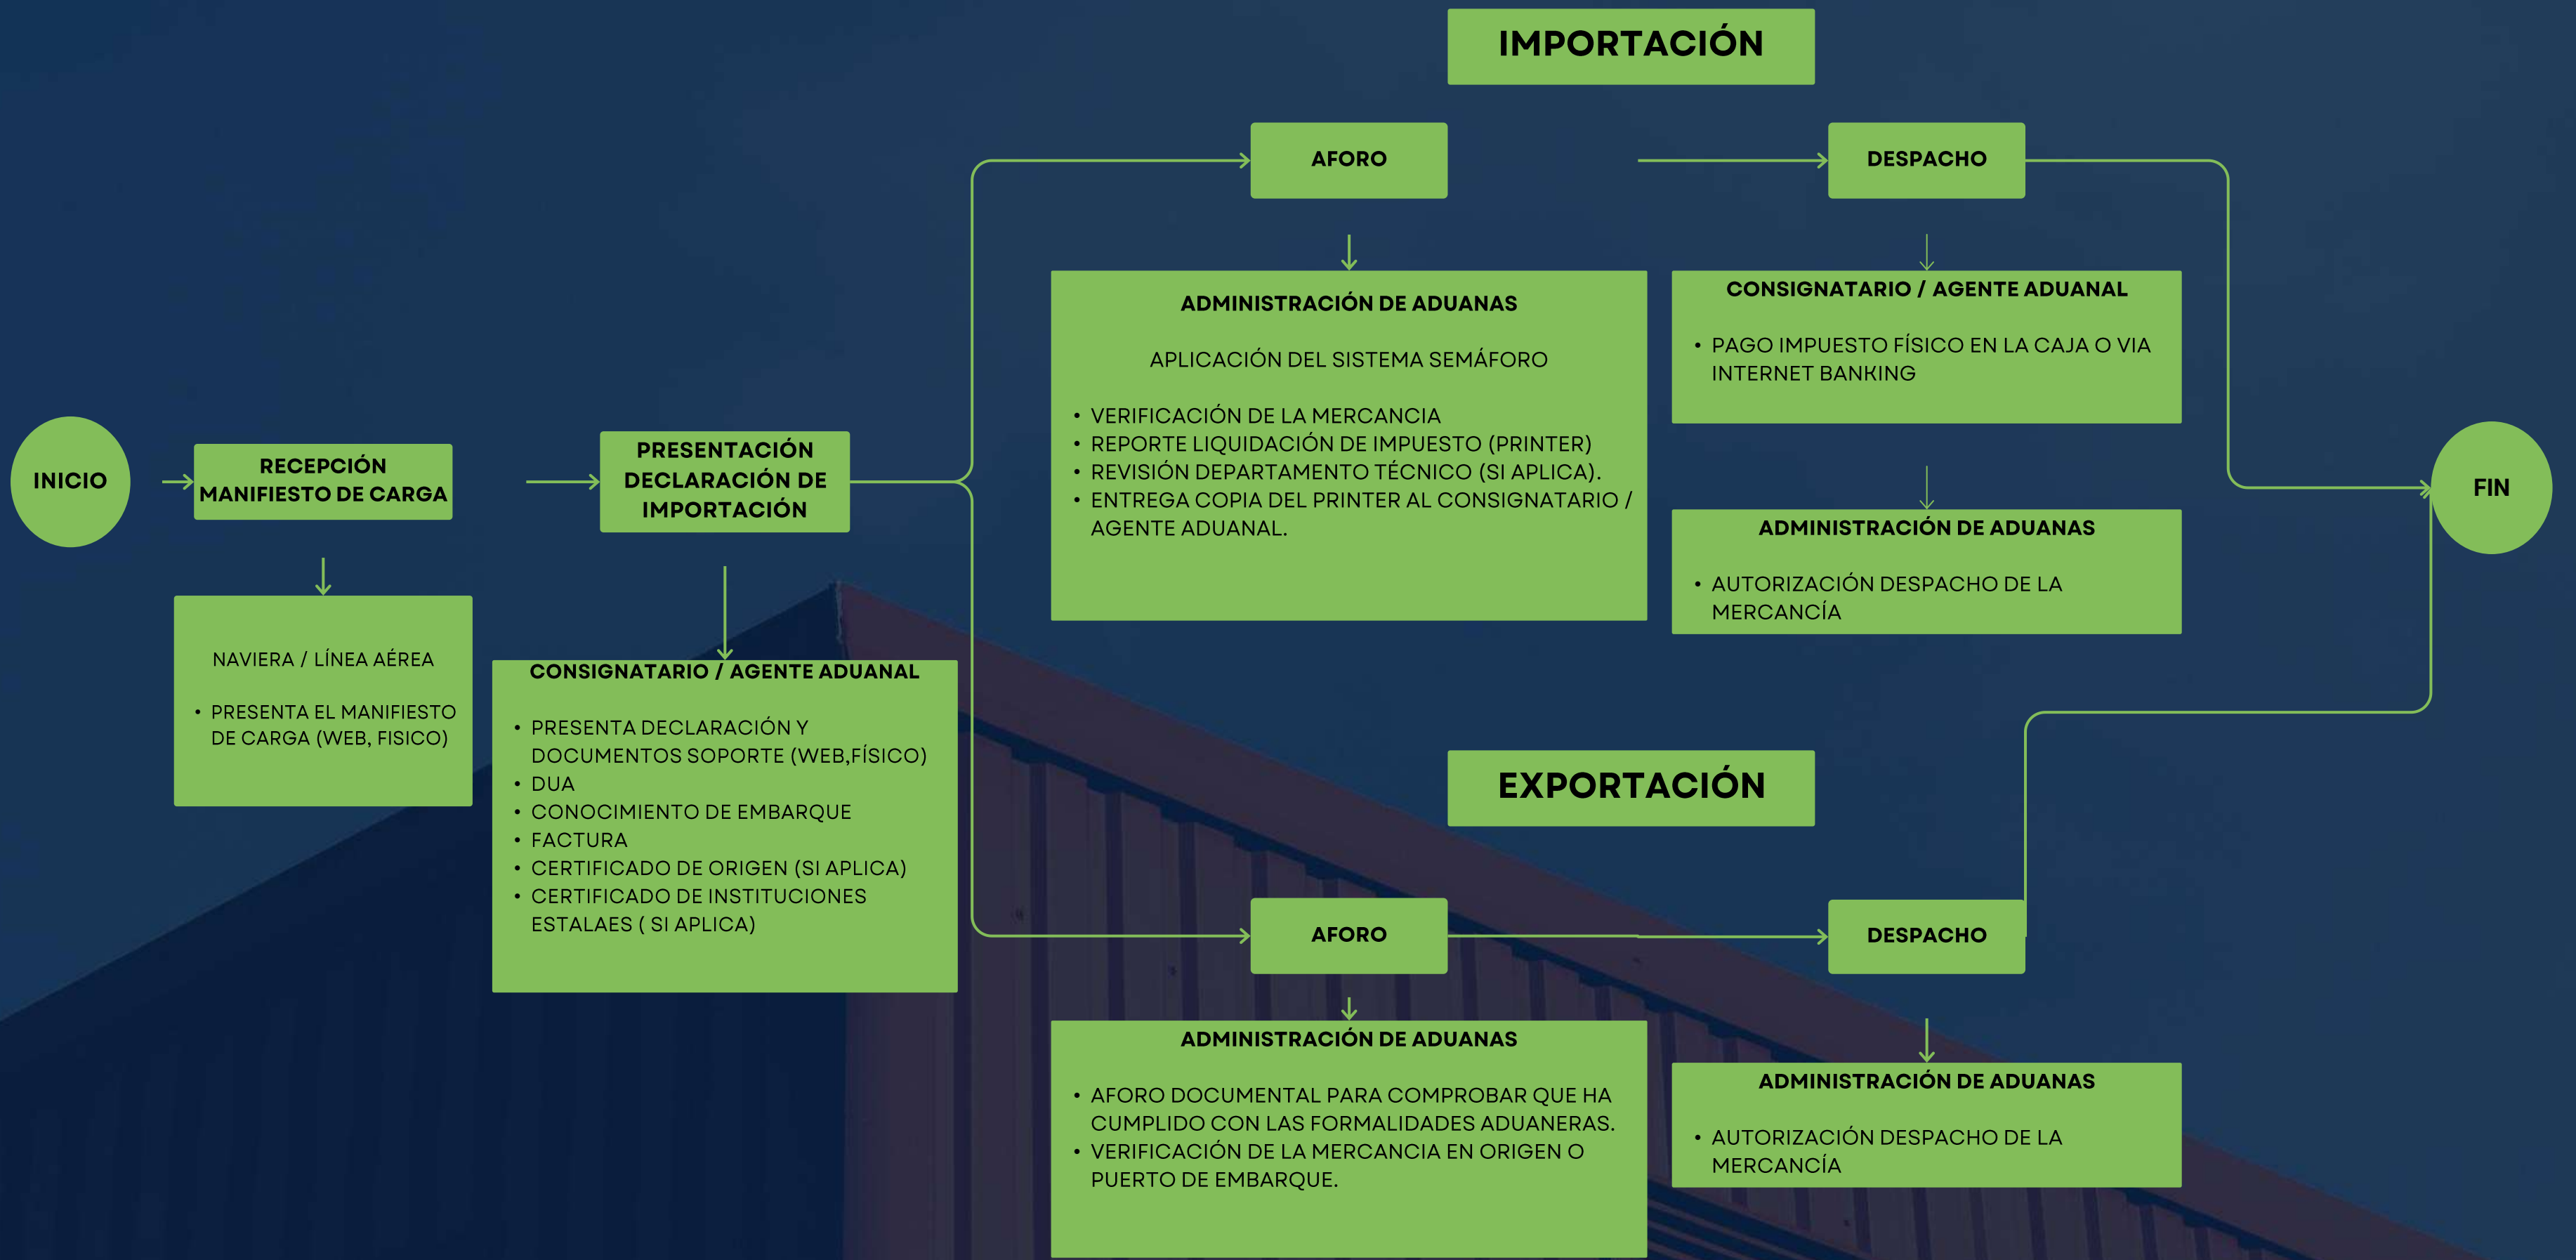 IMPORTACIÓN
INICIO
RECEPCIÓN
MANIFIESTO DE CARGA
NAVIERA / LÍNEA AÉREA
• PRESENTA EL MANIFIESTO
DE CARGA (WEB, FISICO)
PRESENTACIÓN
DECLARACIÓN DE
IMPORTACIÓN
CONSIGNATARIO / AGENTE ADUANAL
• PRESENTA DECLARACIÓN Y
DOCUMENTOS SOPORTE (WEB,FÍSICO)
• DUA
• CONOCIMIENTO DE EMBARQUE
• FACTURA
• CERTIFICADO DE ORIGEN (SI APLICA)
• CERTIFICADO DE INSTITUCIONES
ESTALAES ( SI APLICA)
AFORO
ADMINISTRACIÓN DE ADUANAS
APLICACIÓN DEL SISTEMA SEMÁFORO
• VERIFICACIÓN DE LA MERCANCIA
• REPORTE LIQUIDACIÓN DE IMPUESTO (PRINTER)
• REVISIÓN DEPARTAMENTO TÉCNICO (SI APLICA).
• ENTREGA COPIA DEL PRINTER AL CONSIGNATARIO /
AGENTE ADUANAL.
DESPACHO
CONSIGNATARIO / AGENTE ADUANAL
• PAGO IMPUESTO FÍSICO EN LA CAJA O VIA
INTERNET BANKING
ADMINISTRACIÓN DE ADUANAS
• AUTORIZACIÓN DESPACHO DE LA
MERCANCÍA
EXPORTACIÓN
AFORO
ADMINISTRACIÓN DE ADUANAS
• AFORO DOCUMENTAL PARA COMPROBAR QUE HA
CUMPLIDO CON LAS FORMALIDADES ADUANERAS.
• VERIFICACIÓN DE LA MERCANCIA EN ORIGEN O
PUERTO DE EMBARQUE.
DESPACHO
ADMINISTRACIÓN DE ADUANAS
• AUTORIZACIÓN DESPACHO DE LA
MERCANCÍA
FIN